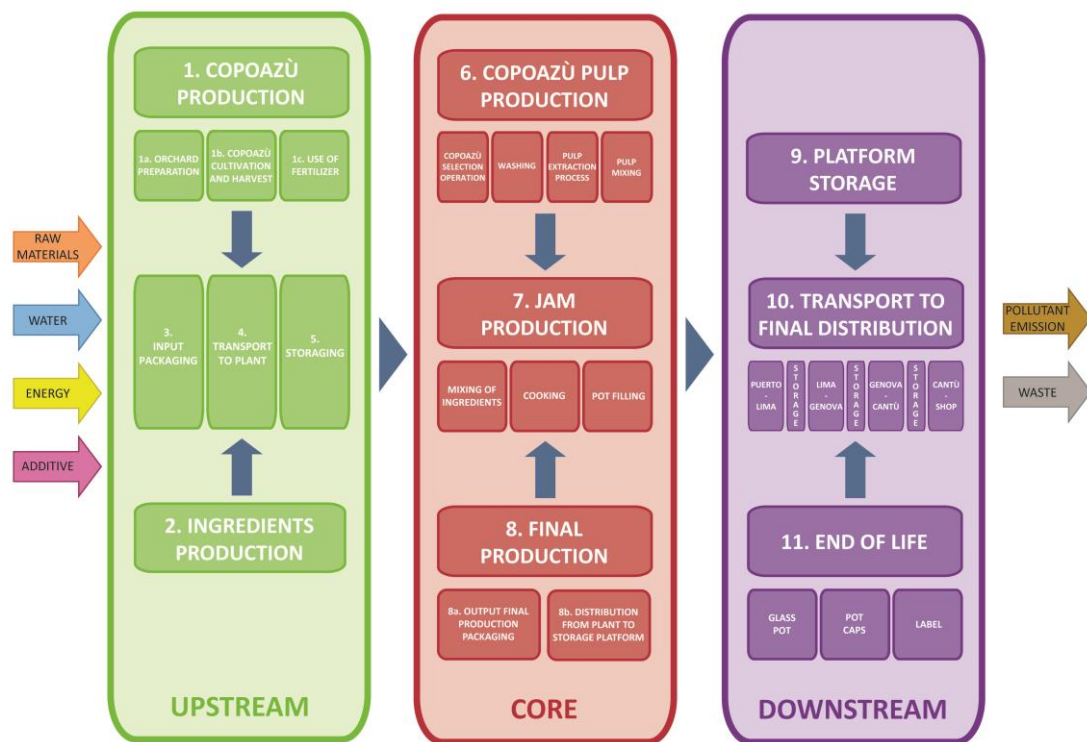 RAW
MATERIALS
WATER
ENERGY
ADDITIVE
1. COPOAZÙ
PRODUCTION
1a. ORCHARD
PREPARATION
1b. COPOAZÙ
CULTIVATION
AND HARVEST
1c. USE OF
FERTILIZER
3.
INPUT
PACKAGING
4.
TRANSPORT
TO PLANT
5.
STORAGING
2. INGREDIENTS
PRODUCTION
UPSTREAM
6. COPOAZÙ PULP
PRODUCTION
COPOAZÙ
SELECTION
OPERATION
WASHING
PULP
EXTRACTION
PROCESS
PULP
MIXING
7. JAM
PRODUCTION
MIXING OF
INGREDIENTS
COOKING
POT FILLING
8. FINAL
PRODUCTION
8a. OUTPUT FINAL
PRODUCTION
PACKAGING
8b. DISTRIBUTION
FROM PLANT TO
STORAGE PLATFORM
CORE
9. PLATFORM
STORAGE
10. TRANSPORT TO
FINAL DISTRIBUTION
PUERTO
-
LIMA
STORAGE
LIMA
-
GENOVA
STORAGE
GENOVA
-
CANTÙ
STORAGE
CANTÙ
-
SHOP
11. END OF LIFE
GLASS
POT
POT
CAPS
LABEL
DOWNSTREAM
POLLUTANT
EMISSION
WASTE